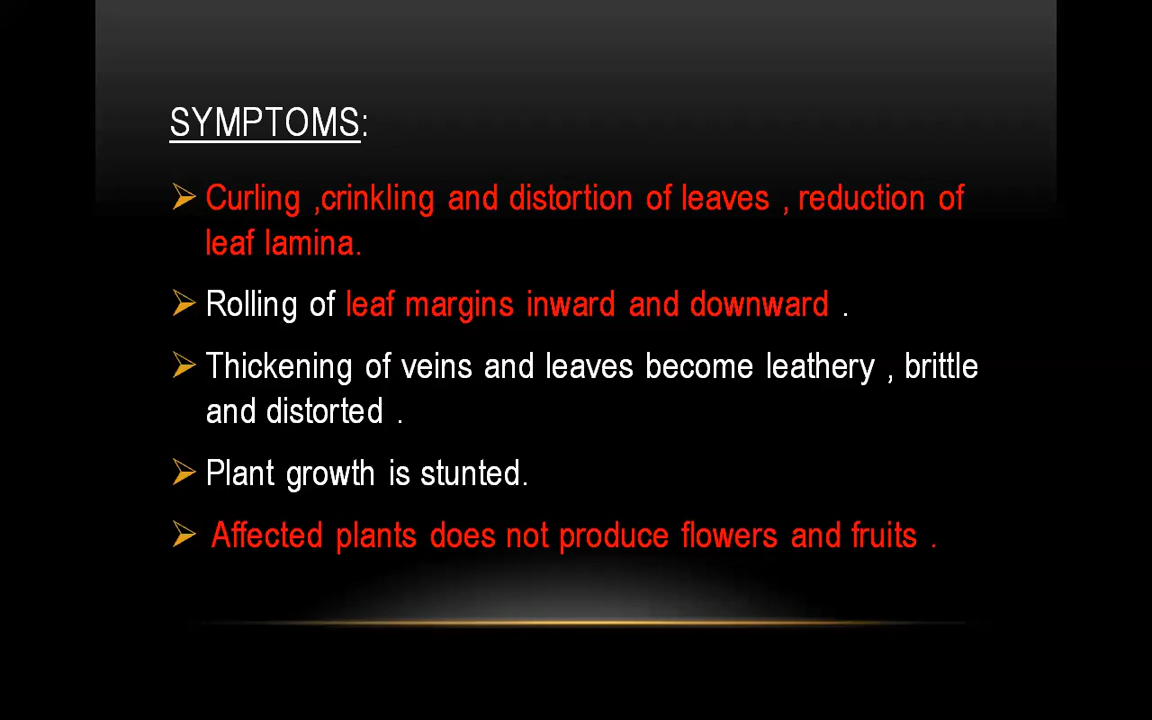 SYMPTOMS:
Curling ,crinkling and distortion of leaves , reduction of
leaf lamina.
Rolling of leaf margins inward and downward .
Thickening of veins and leaves become leathery , brittle
and distorted .
Plant growth is stunted.
Affected plants does not produce flowers and fruits .